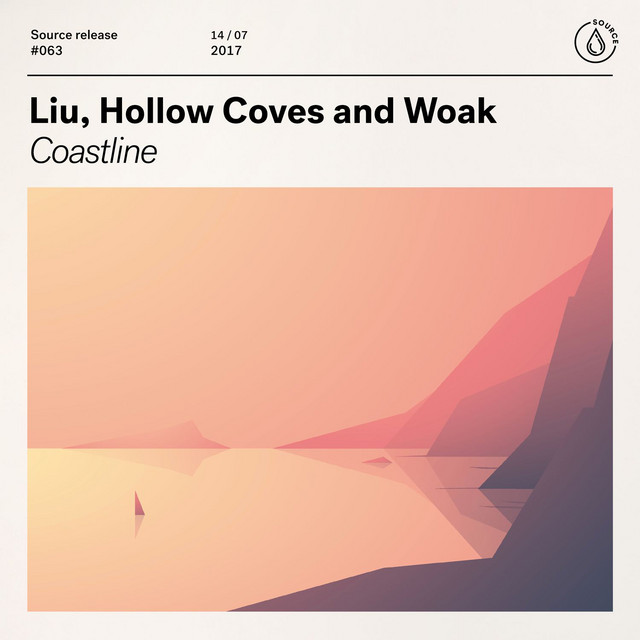 Source release
#063
14 / 07
2017
SOURCE
Liu, Hollow Coves and Woak
Coastline